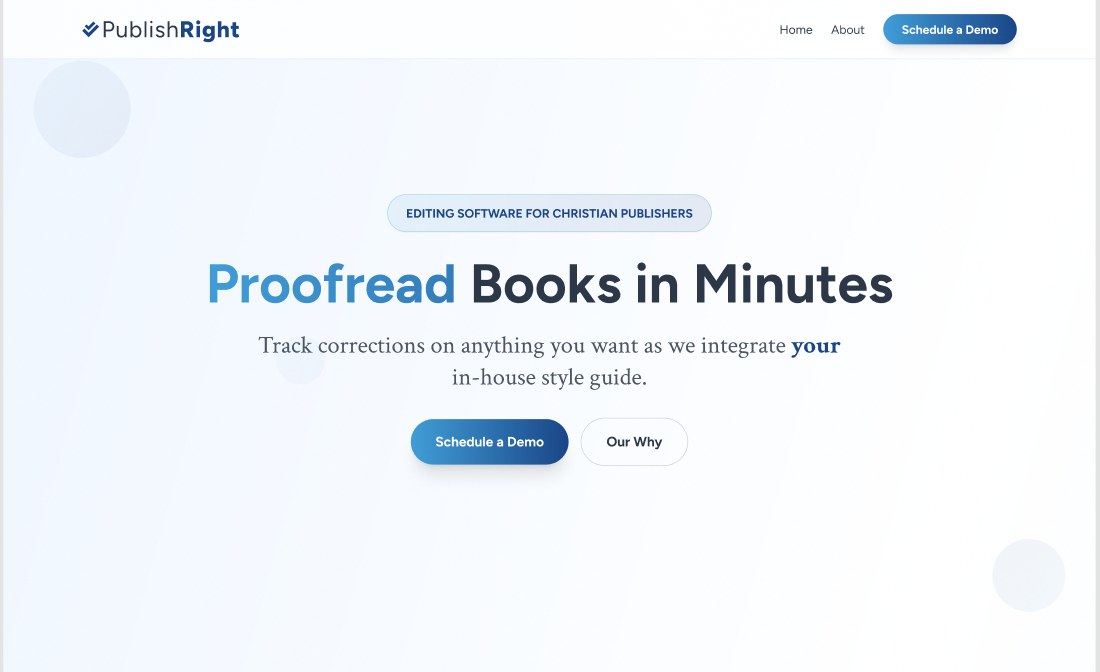 PublishRight
Home
About
Schedule a Demo
EDITING SOFTWARE FOR CHRISTIAN PUBLISHERS
Proofread Books in Minutes
Track corrections on anything you want as we integrate your
in-house style guide.
Schedule a Demo
Our Why